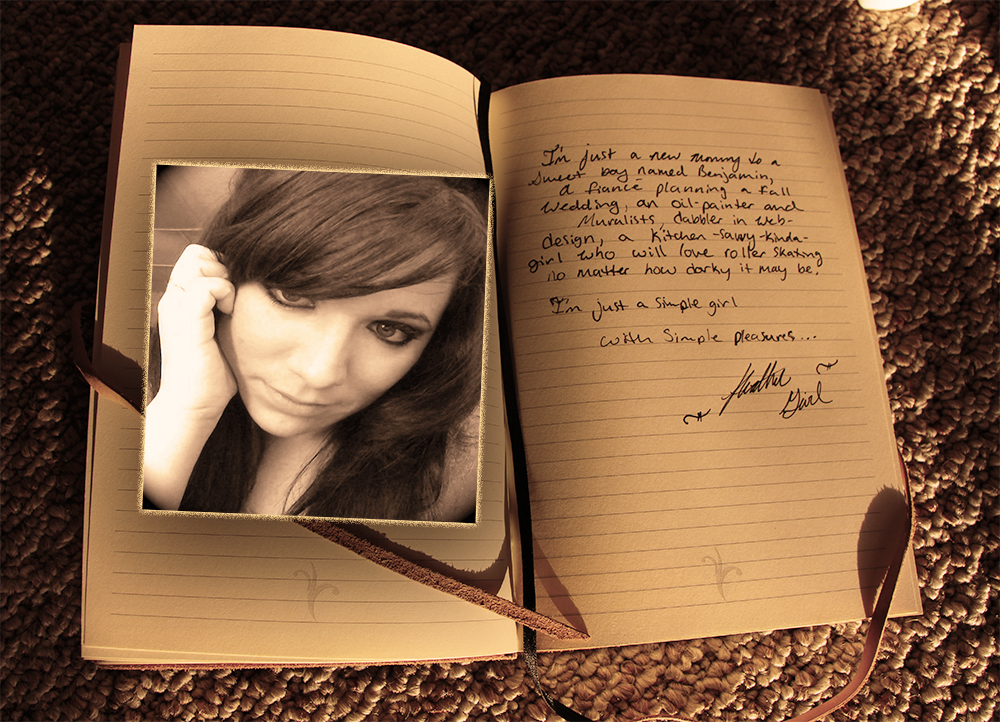 I'm just a new mommy to a
sweet boy named Benjamin,
a fiancé planning a fall
wedding, an oil-painter and
Muralists, dabbler in web-
design, a kitchen-savvy-kinda-
girl who will love roller skating
no matter how dorky it may be.
I'm just a simple girl
with simple pleasures...